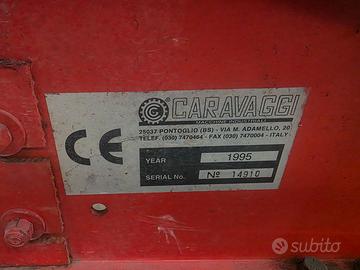 CARAVAGGI
MACCHINE INDUSTRIALI
25037 PONTOGLIO (BS) - VIA M. ADAMELLO, 20
TELEF. (030) 7470464 - FAX (030) 7470004 - ITALY -
CE
YEAR 1995
SERIAL No. Nº 14910
subito